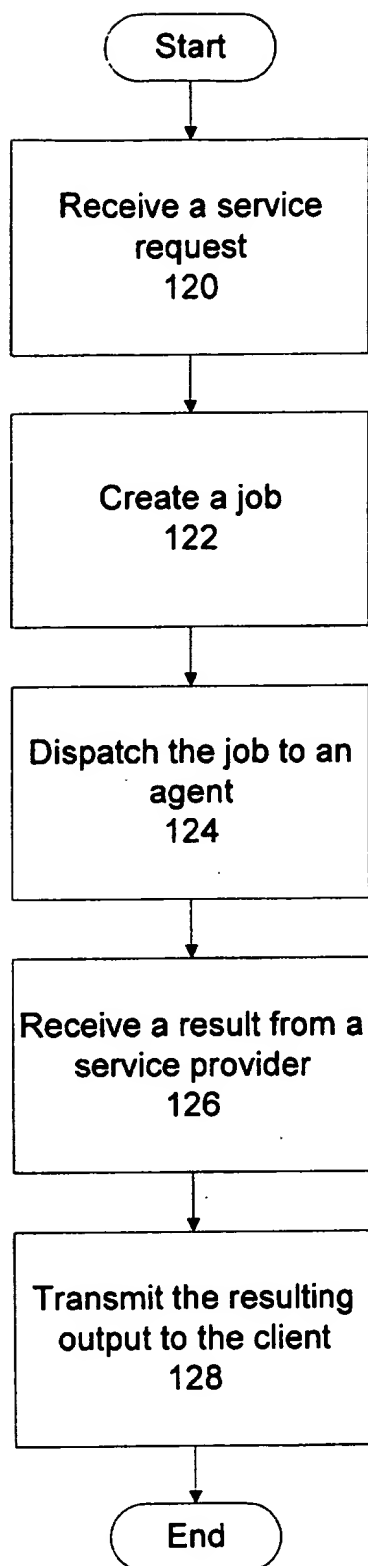 Start
Receive a service
request
120
Create a job
122
Dispatch the job to an
agent
124
Receive a result from a
service provider
126
Transmit the resulting
output to the client
128
End